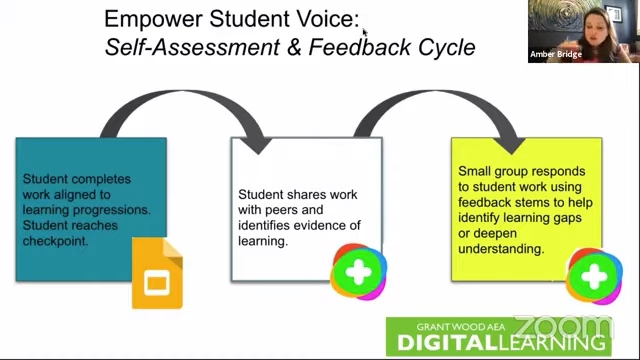 Empower Student Voice:
Self-Assessment & Feedback Cycle
Amber Bridge
Student completes
work aligned to
learning progressions.
Student reaches
checkpoint.
Student shares work
with peers and
identifies evidence of
learning.
Small group responds
to student work using
feedback stems to help
identify learning gaps
or deepen
understanding.
GRANT WOOD AEA
DIGITAL LEARNING
zoom